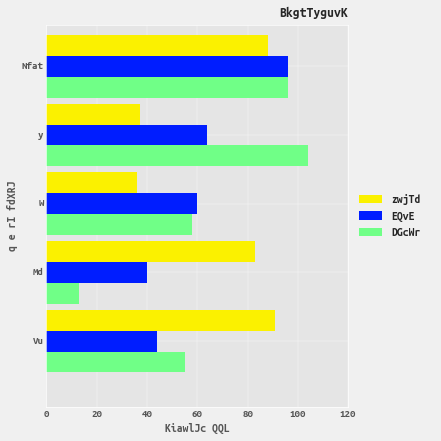 BkgtTyguvK
Nfat
y
W
Md
Vu
q e rI fdXRJ
0 20 40 60 80 100 120
KiawlJc QQL
zwjTd
EQvE
DGcWr